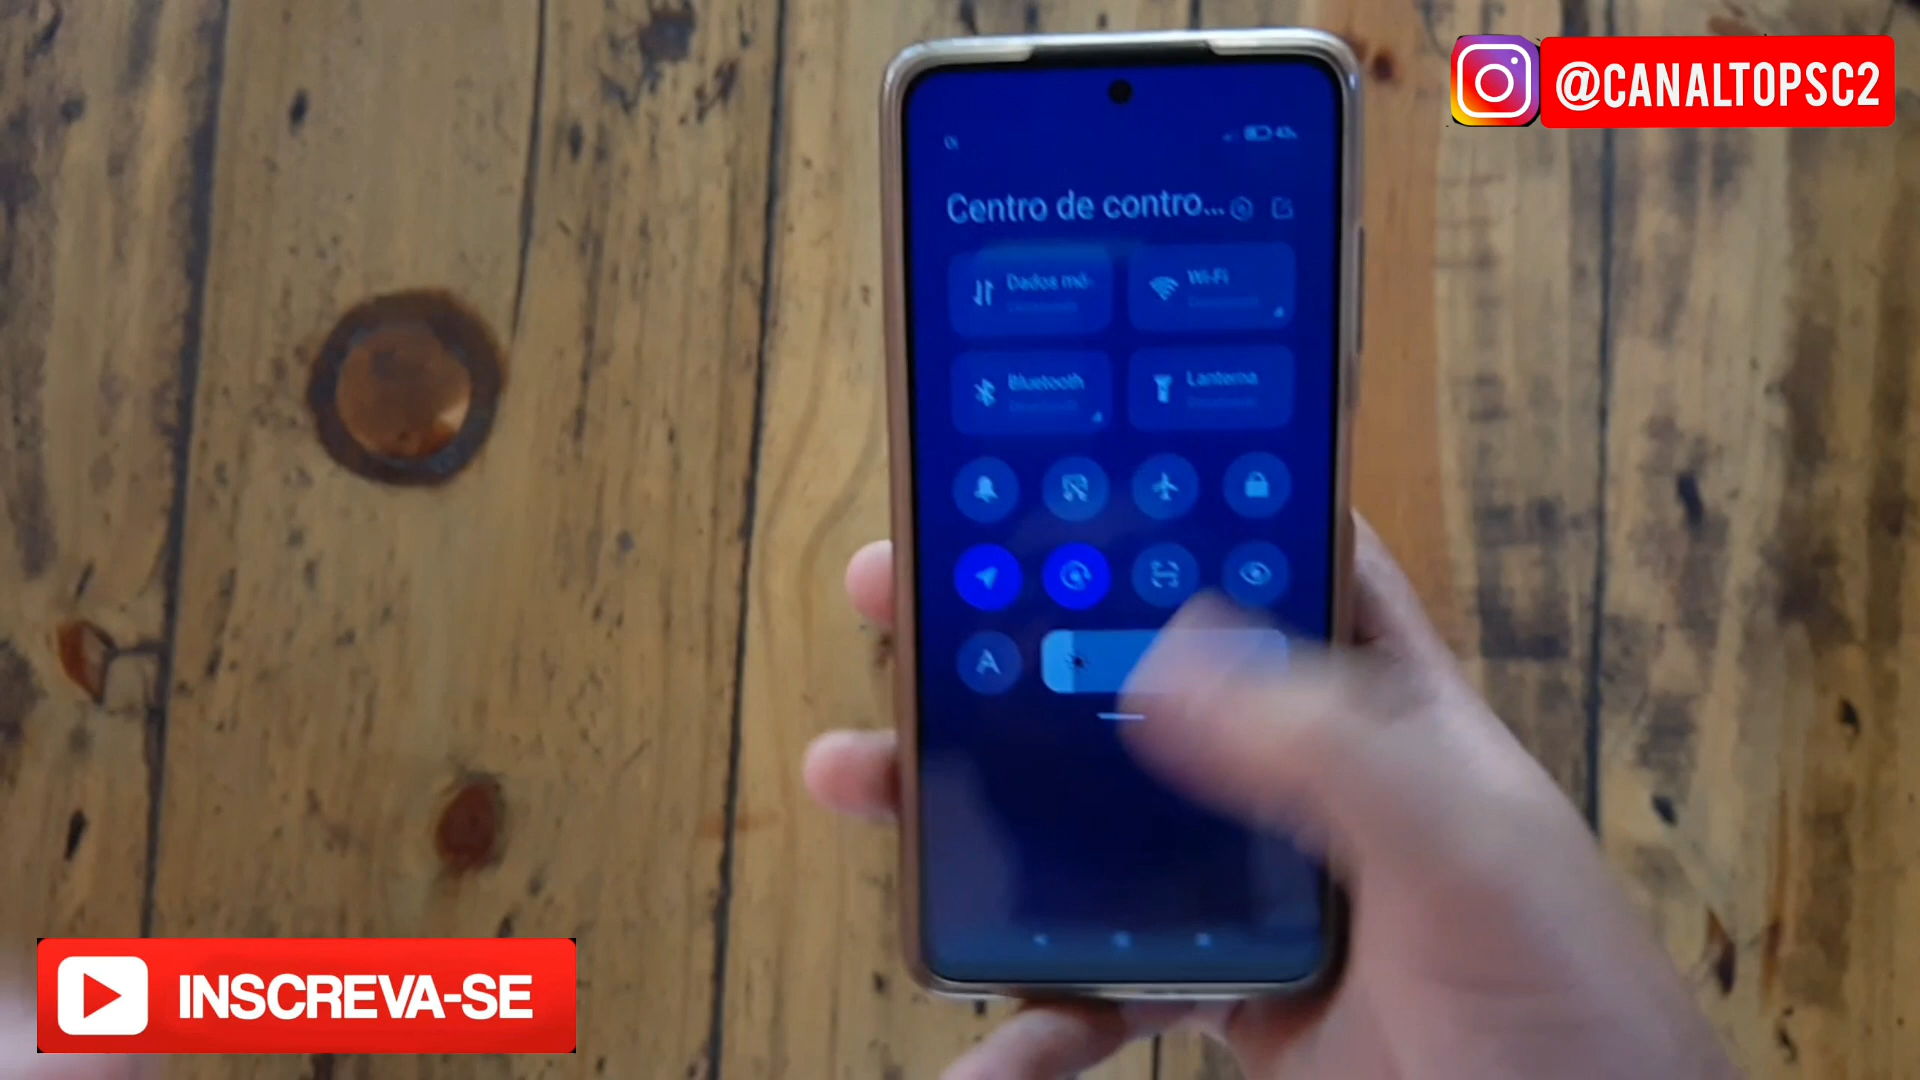 @CANALTOPSC2
Centro de contro...
Dados mó-
Wi-Fi
Bluetooth
Lanterna
A
INSCREVA-SE